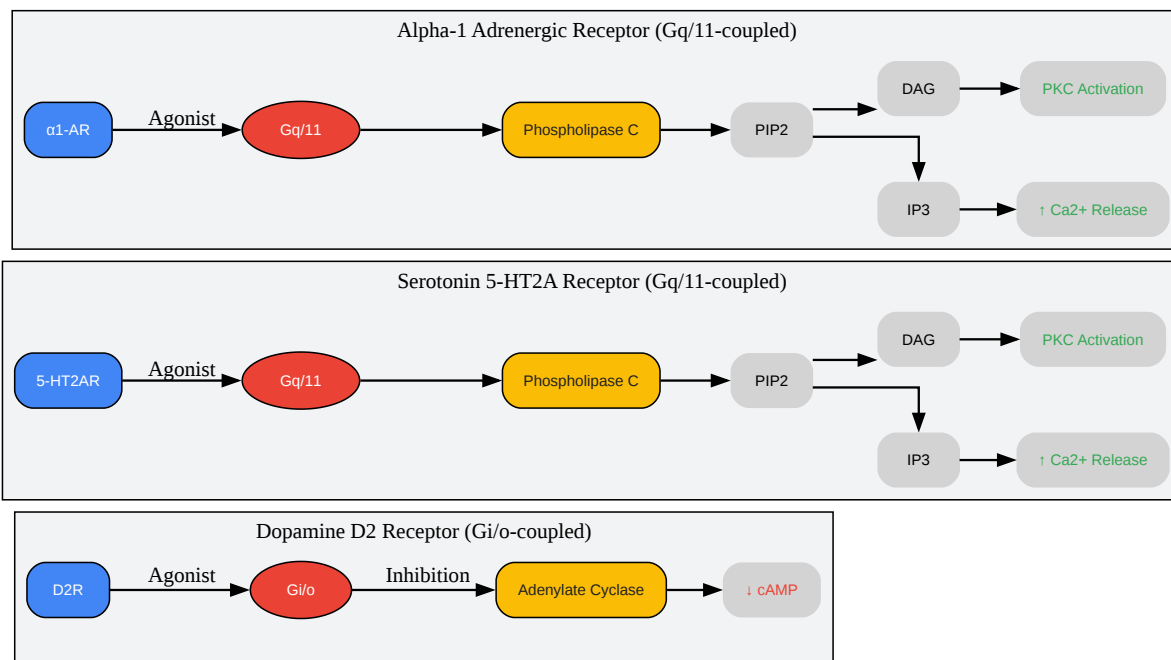 Alpha-1 Adrenergic Receptor (Gq/11-coupled)
α1-AR
Agonist
Gq/11
Phospholipase C
PIP2
DAG
PKC Activation
IP3
↑ Ca2+ Release
Serotonin 5-HT2A Receptor (Gq/11-coupled)
5-HT2AR
Agonist
Gq/11
Phospholipase C
PIP2
DAG
PKC Activation
IP3
↑ Ca2+ Release
Dopamine D2 Receptor (Gi/o-coupled)
D2R
Agonist
Gi/o
Inhibition
Adenylate Cyclase
↓ cAMP